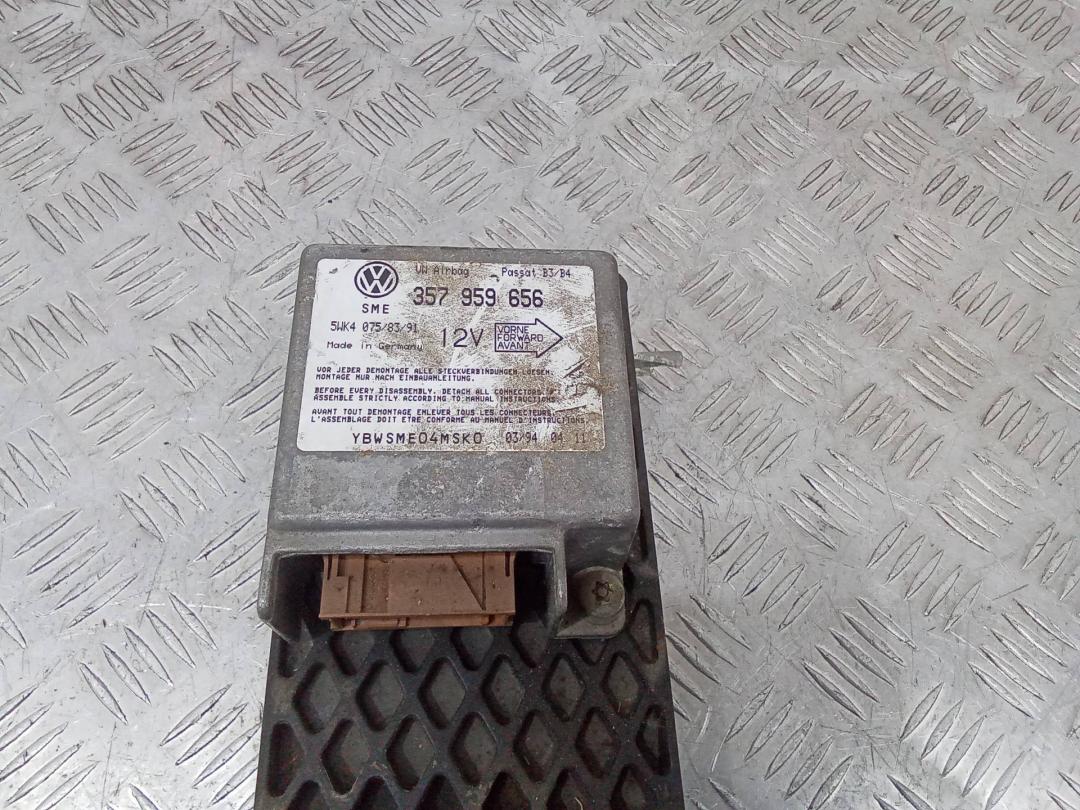 VW Airbag Passat B3/B4
357 959 656
SME
5WK4 075/83/91
12V
VORNE
FORWARD
AVANT
Made in Germany
VOR JEDER DEMONTAGE ALLE STECKVERBINDUNGEN LOESEN.
MONTAGE NUR NACH EINBAUANLEITUNG.
BEFORE EVERY DISASSEMBLY. DETACH ALL CONNECTORS.
ASSEMBLE STRICTLY ACCORDING TO MANUAL INSTRUCTIONS.
AVANT TOUT DEMONTAGE ENLEVER TOUS LES CONNECTEURS.
L'ASSEMBLAGE DOIT ETRE CONFORME AU MANUEL D'INSTRUCTIONS.
YBWSME04MSK0 03/94 04 11